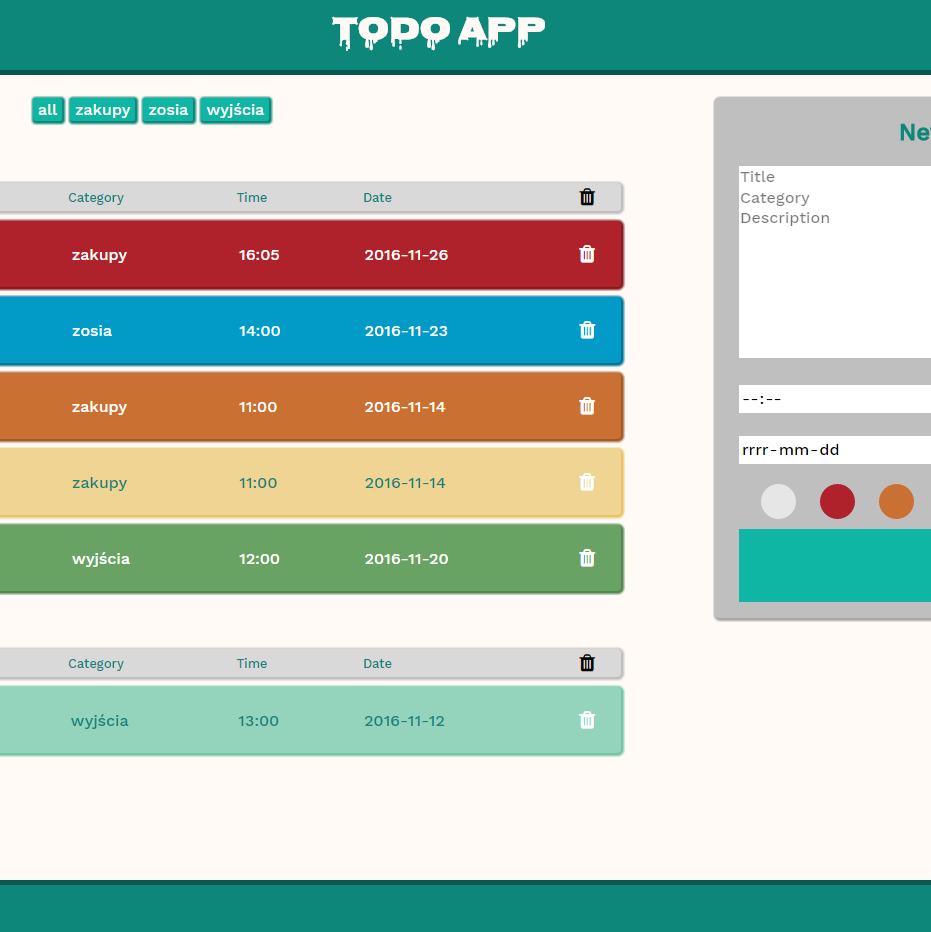 TODO APP
all zakupy zosia wyjścia
Category Time Date
zakupy 16:05 2016-11-26
zosia 14:00 2016-11-23
zakupy 11:00 2016-11-14
zakupy 11:00 2016-11-14
wyjścia 12:00 2016-11-20
Category Time Date
wyjścia 13:00 2016-11-12
Title
Category
Description
--:--
rrrr-mm-dd